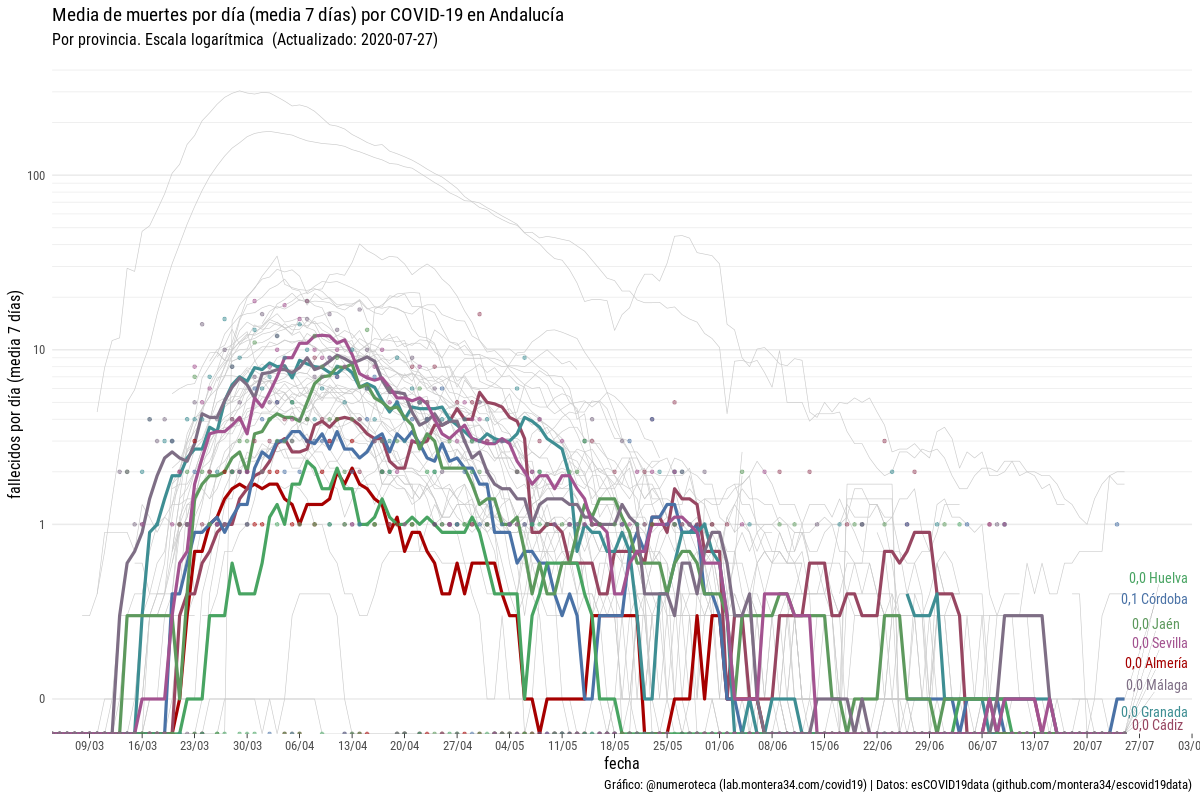 Media de muertes por día (media 7 días) por COVID-19 en Andalucía
Por provincia. Escala logarítmica (Actualizado: 2020-07-27)
fallecidos por día (media 7 días)
100
10
1
0
0,0 Huelva
0,1 Córdoba
0,0 Jaén
0,0 Sevilla
0,0 Almería
0,0 Málaga
0,0 Granada
0,0 Cádiz
09/03 16/03 23/03 30/03 06/04 13/04 20/04 27/04 04/05 11/05 18/05 25/05 01/06 08/06 15/06 22/06 29/06 06/07 13/07 20/07 27/07 03/0
fecha
Gráfico: @numeroteca (lab.montera34.com/covid19) | Datos: esCOVID19data (github.com/montera34/escovid19data)